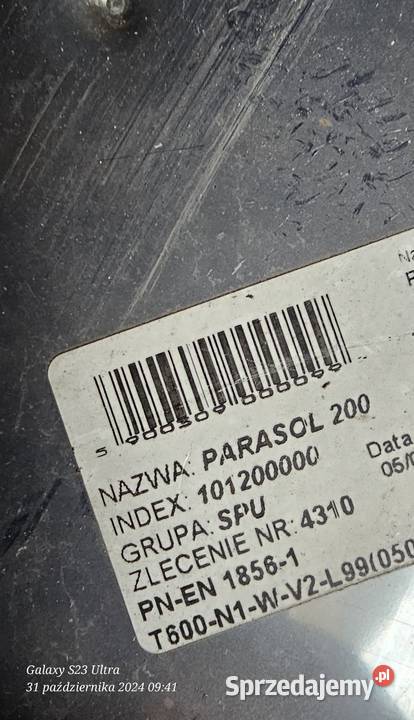 NAZWA: PARASOL 200
INDEX: 101200000
GRUPA: SPU
ZLECENIE NR: 4310
PN-EN 1856-1
T600-N1-W-V2-L99(050
Data
05/0
Galaxy S23 Ultra
31 października 2024 09:41
Sprzedajemy.pl